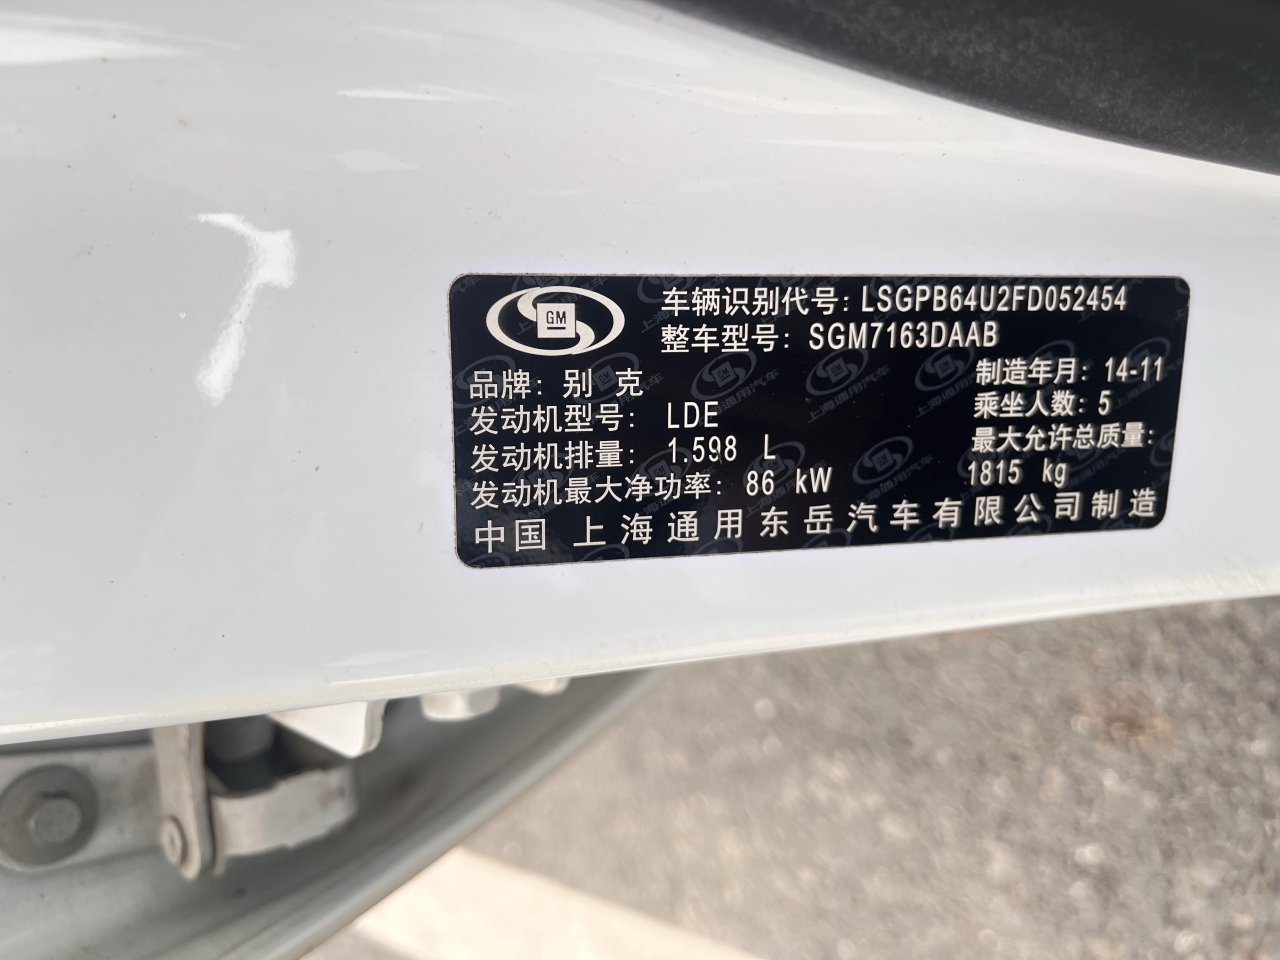 GM
车辆识别代号：LSGPB64U2FD052454
整车型号：SGM7163DAAB
品牌：别 克
制造年月：14-11
发动机型号： LDE
乘坐人数：5
发动机排量： 1.598 L
最大允许总质量：
1815 kg
发动机最大净功率： 86 kW
中国 上海通用东岳汽车有限公司制造